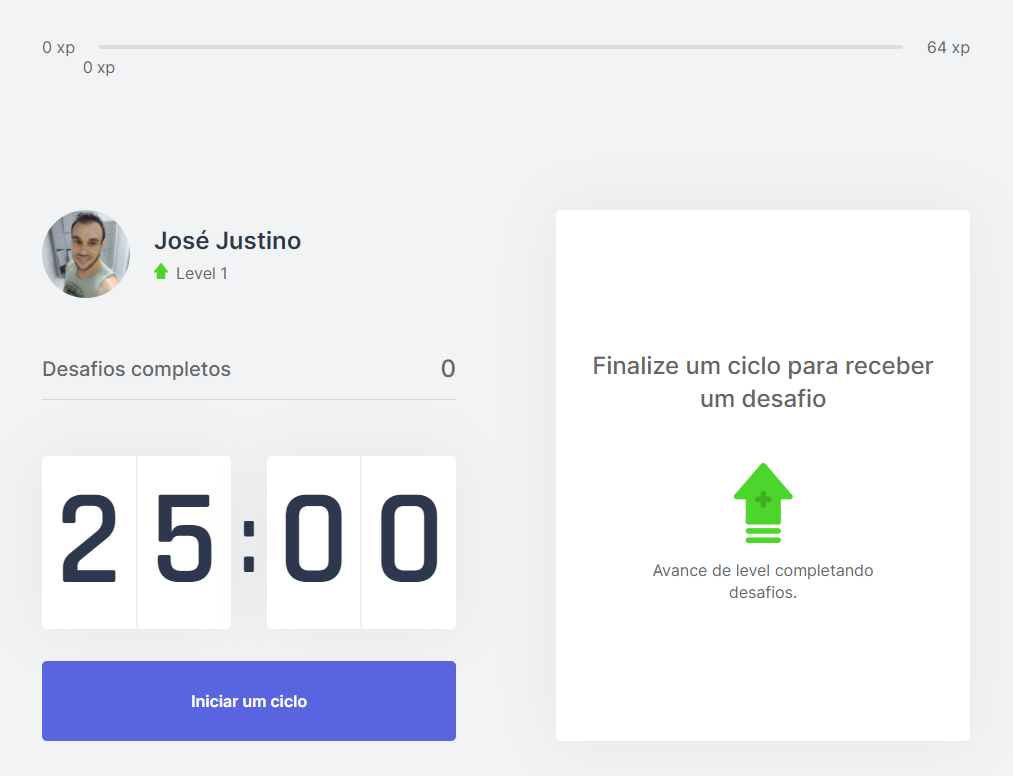 0 xp
64 xp
0 xp
José Justino
Level 1
Desafios completos
0
25:00
Iniciar um ciclo
Finalize um ciclo para receber
um desafio
Avance de level completando
desafios.